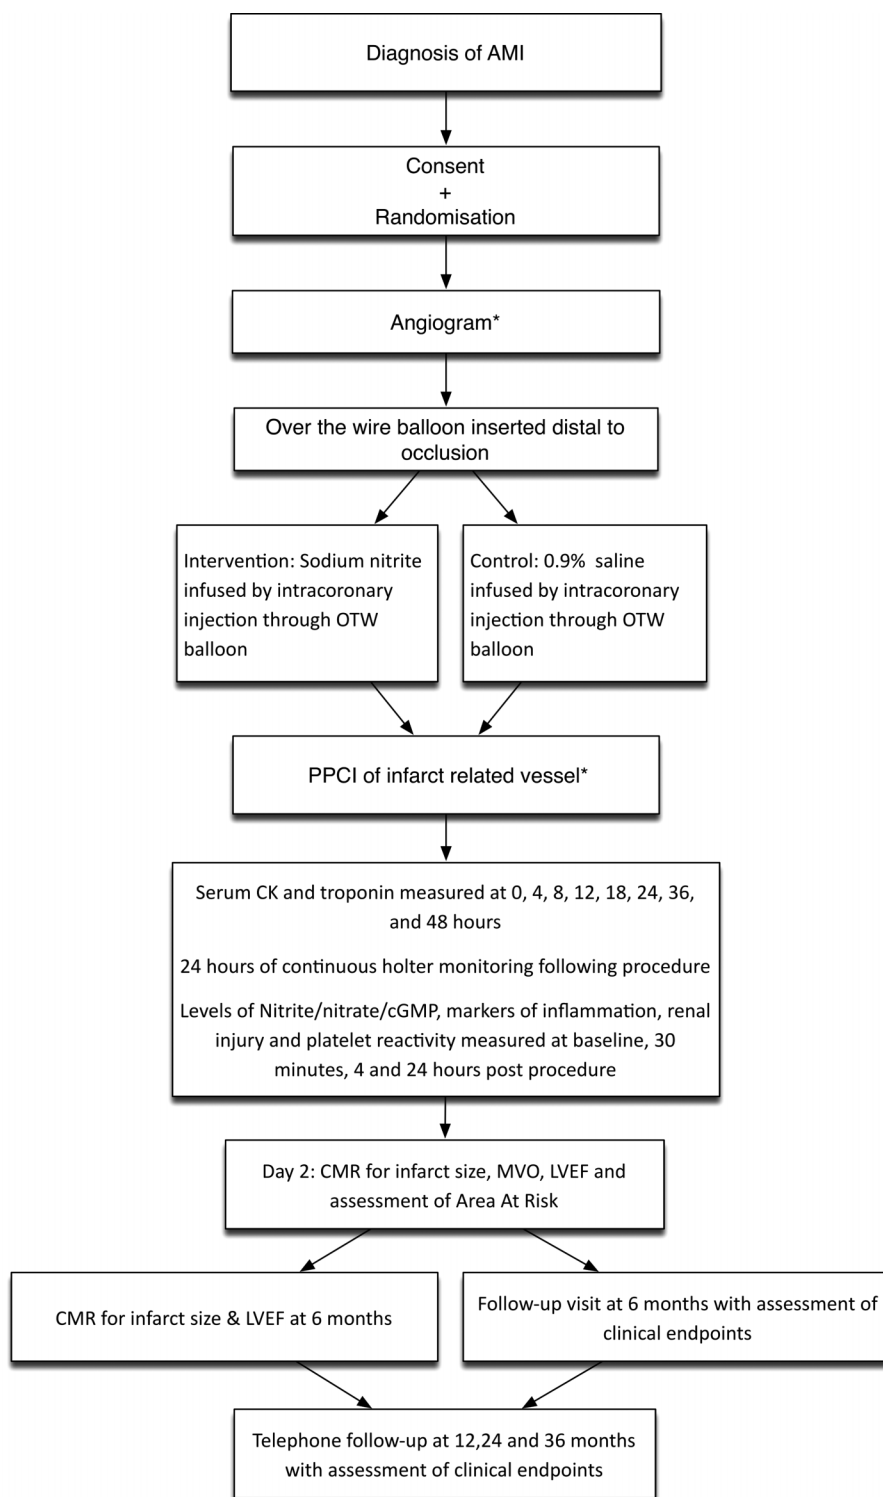 Diagnosis of AMI
Consent
+
Randomisation
Angiogram*
Over the wire balloon inserted distal to
occlusion
Intervention: Sodium nitrite
infused by intracoronary
injection through OTW
balloon
Control: 0.9% saline
infused by intracoronary
injection through OTW
balloon
PPCI of infarct related vessel*
Serum CK and troponin measured at 0, 4, 8, 12, 18, 24, 36,
and 48 hours
24 hours of continuous holter monitoring following procedure
Levels of Nitrite/nitrate/cGMP, markers of inflammation, renal
injury and platelet reactivity measured at baseline, 30
minutes, 4 and 24 hours post procedure
Day 2: CMR for infarct size, MVO, LVEF and
assessment of Area At Risk
CMR for infarct size & LVEF at 6 months
Follow-up visit at 6 months with assessment of
clinical endpoints
Telephone follow-up at 12,24 and 36 months
with assessment of clinical endpoints